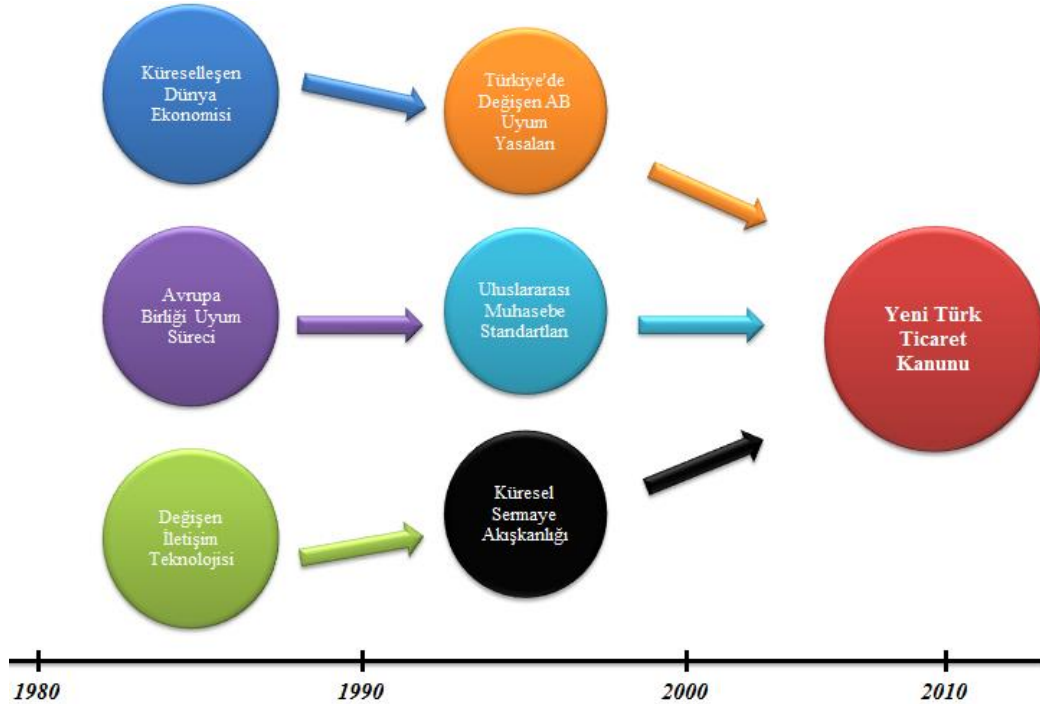 Küreselleşen
Dünya
Ekonomisi
Türkiye'de
Değişen AB
Uyum
Yasaları
Avrupa
Birliği Uyum
Süreci
Uluslararası
Muhasebe
Standartları
Yeni Türk
Ticaret
Kanunu
Değişen
İletişim
Teknolojisi
Küresel
Sermaye
Akışkanlığı
1980
1990
2000
2010